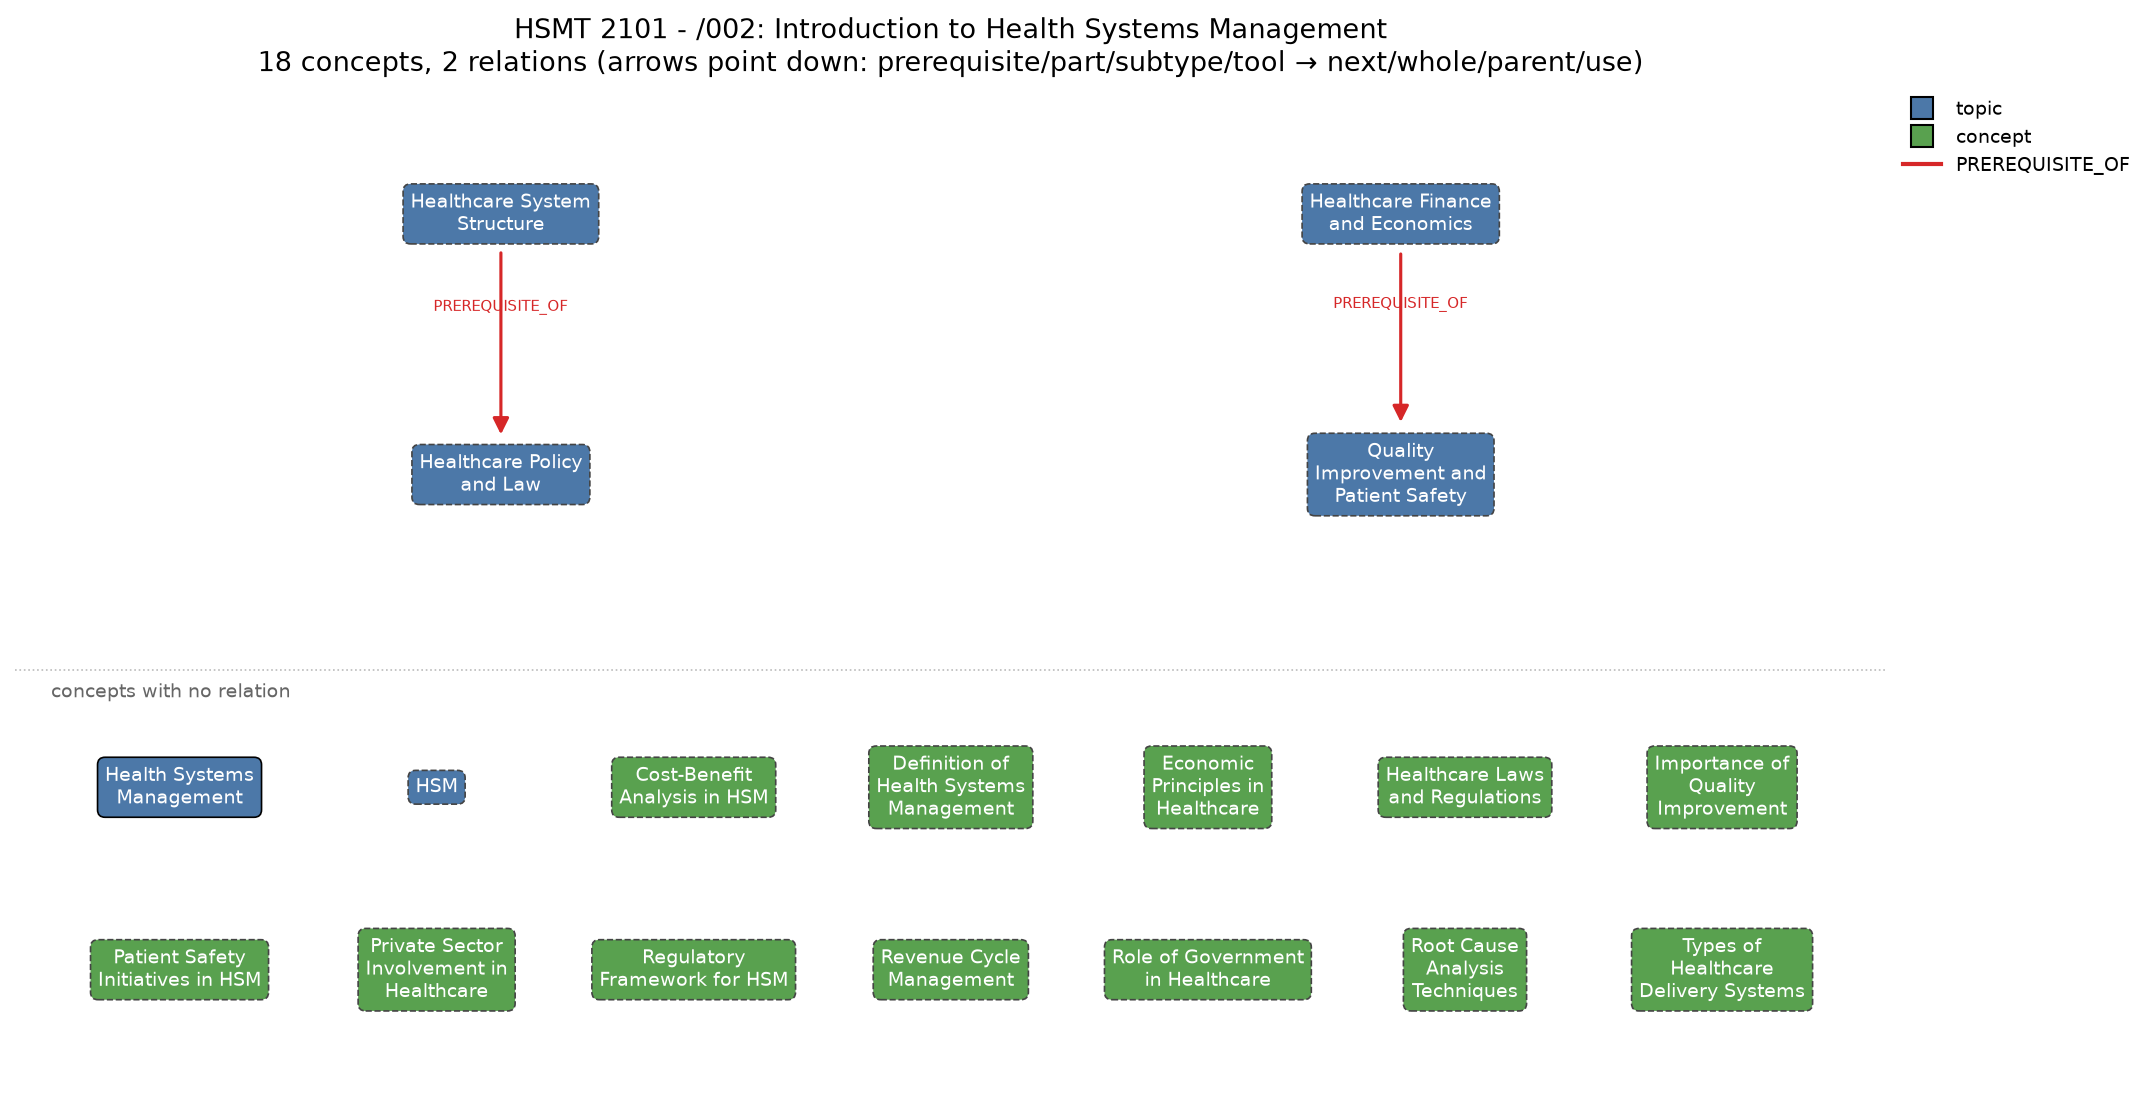 HSMT 2101 - /002: Introduction to Health Systems Management
18 concepts, 2 relations (arrows point down: prerequisite/part/subtype/tool → next/whole/parent/use)
topic
concept
PREREQUISITE_OF
Healthcare System
Structure
Healthcare Finance
and Economics
PREREQUISITE_OF
PREREQUISITE_OF
Healthcare Policy
and Law
Quality
Improvement and
Patient Safety
concepts with no relation
Health Systems
Management
HSM
Cost-Benefit
Analysis in HSM
Definition of
Health Systems
Management
Economic
Principles in
Healthcare
Healthcare Laws
and Regulations
Importance of
Quality
Improvement
Patient Safety
Initiatives in HSM
Private Sector
Involvement in
Healthcare
Regulatory
Framework for HSM
Revenue Cycle
Management
Role of Government
in Healthcare
Root Cause
Analysis
Techniques
Types of
Healthcare
Delivery Systems